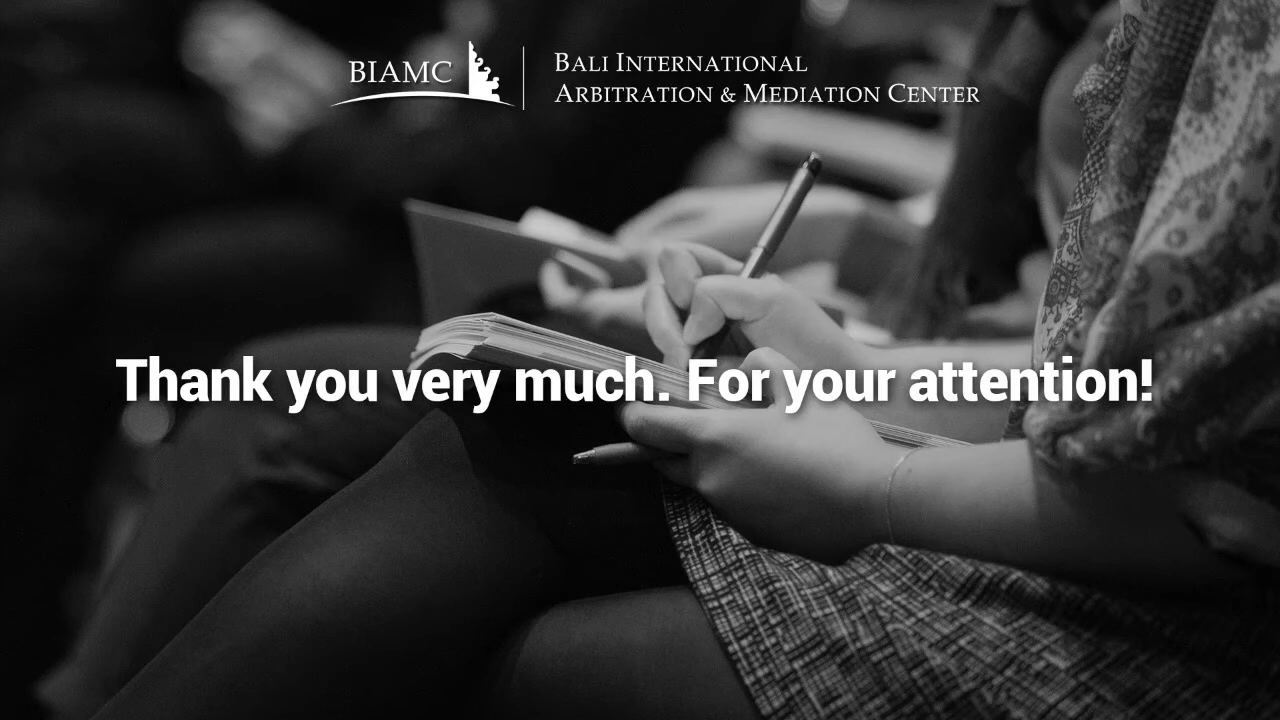 BIAMC
BALI INTERNATIONAL
ARBITRATION & MEDIATION CENTER
Thank you very much. For your attention!